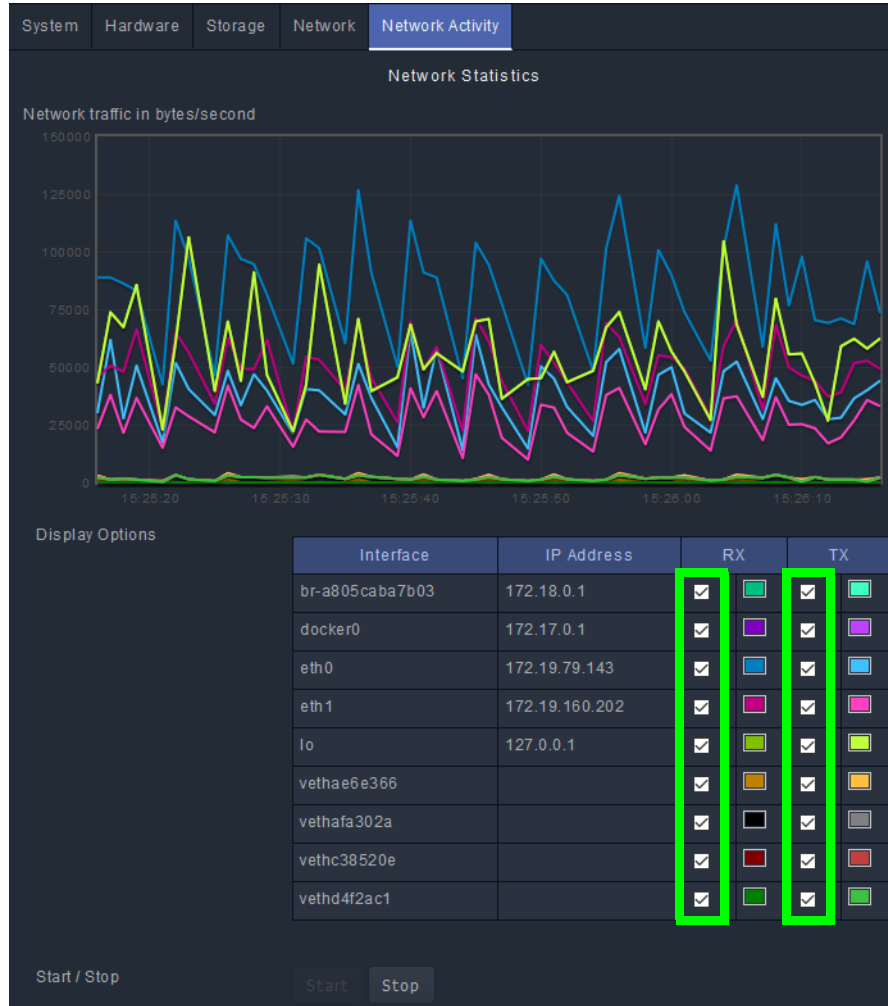 System Hardware Storage Network Network Activity
Network Statistics
Network traffic in bytes/second
150000
125000
100000
75000
50000
25000
0
15:25:20 15:25:30 15:25:40 15:25:50 15:26:00 15:26:10
Display Options
Interface IP Address RX TX
br-a805caba7b03 172.18.0.1
docker0 172.17.0.1
eth0 172.19.79.143
eth1 172.19.160.202
lo 127.0.0.1
vethae6e366
vethafa302a
vethc38520e
vethd4f2ac1
Start / Stop Start Stop